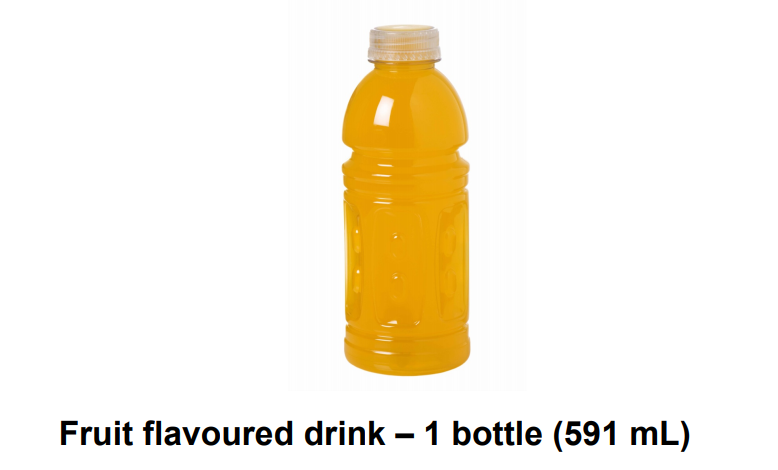 Fruit flavoured drink – 1 bottle (591 mL)